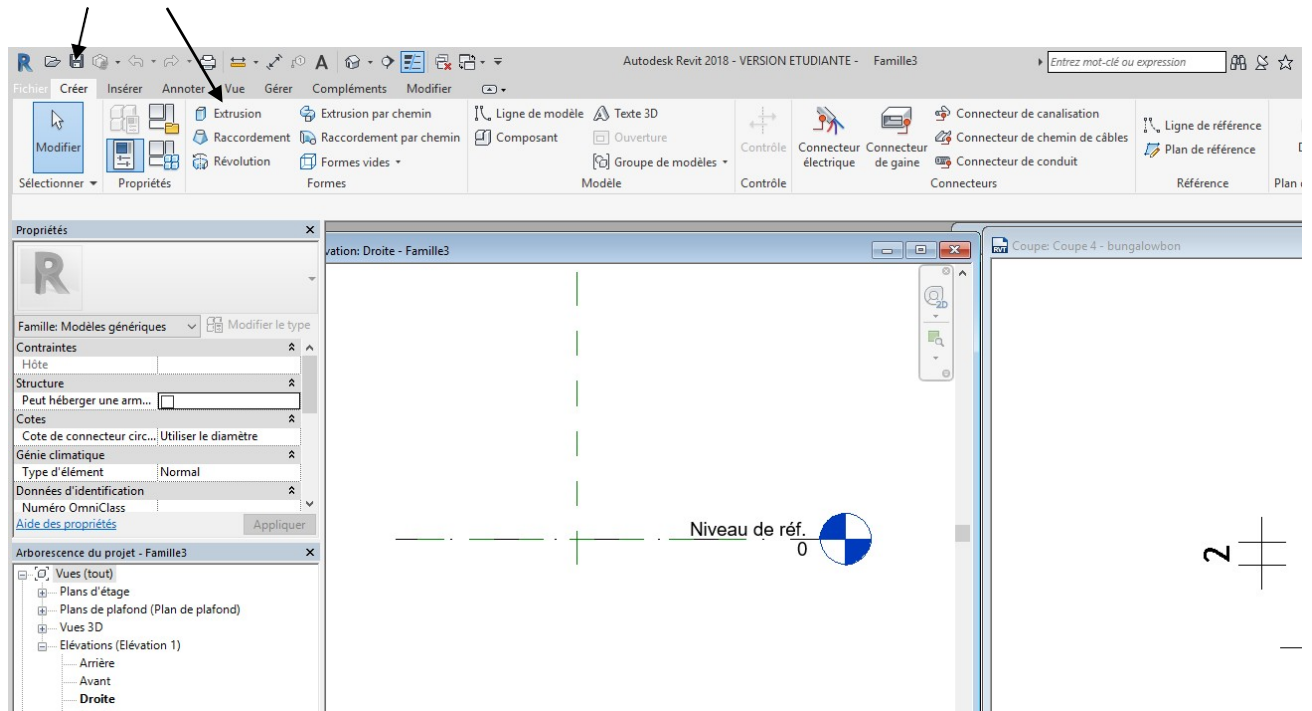 Autodesk Revit 2018 - VERSION ETUDIANTE - Famille3
Entrez mot-clé ou expression
Fichier Créer Insérer Annoter Vue Gérer Compléments Modifier
Modifier
Extrusion
Raccordement
Révolution
Extrusion par chemin
Raccordement par chemin
Formes vides
Ligne de modèle
Composant
Texte 3D
Ouverture
Groupe de modèles
Contrôle
Connecteur électrique
Connecteur de gaine
Connecteur de canalisation
Connecteur de chemin de câbles
Connecteur de conduit
Ligne de référence
Plan de référence
Sélectionner Propriétés Formes Modèle Contrôle Connecteurs Référence Plan
Propriétés
R
Famille: Modèles génériques
Modifier le type
Contraintes
Hôte
Structure
Peut héberger une arm...
Cotes
Cote de connecteur circ... Utiliser le diamètre
Génie climatique
Type d'élément Normal
Données d'identification
Numéro OmniClass
Aide des propriétés
Appliquer
Arborescence du projet - Famille3
Vues (tout)
Plans d'étage
Plans de plafond (Plan de plafond)
Vues 3D
Elévations (Elévation 1)
Arrière
Avant
Droite
vation: Droite - Famille3
2D
Niveau de réf.
0
RVT
Coupe: Coupe 4 - bungalowbon
2